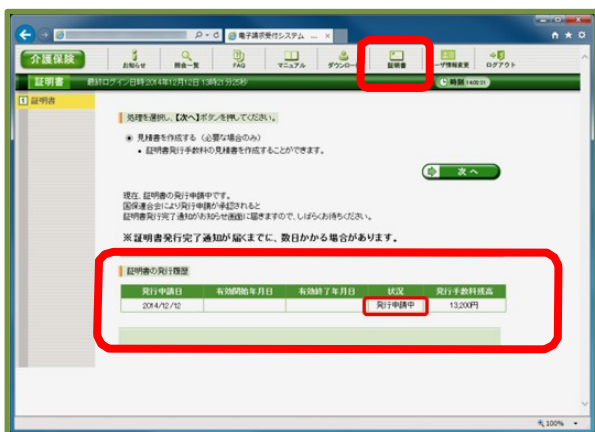 電子請求受付システム ...
介護保険
お知らせ 照会一覧 FAQ マニュアル ダウンロード 証明書 ユーザ情報変更 ログアウト
証明書 最終ログイン日時:2014年12月12日 13時21分25秒 時刻
1 証明書
処理を選択し、【次へ】ボタンを押してください。
見積書を作成する (必要な場合のみ)
・ 証明書発行手数料の見積書を作成することができます。
次へ
現在、証明書の発行申請中です。
国保連合会により発行申請が承認されると
証明書発行完了通知がお知らせ画面に届きますので、しばらくお待ちください。
※証明書発行完了通知が届くまでに、数日かかる場合があります。
証明書の発行履歴
発行申請日 有効開始年月日 有効終了年月日 状況 発行手数料残高
2014/12/12 発行申請中 13,200円
100%